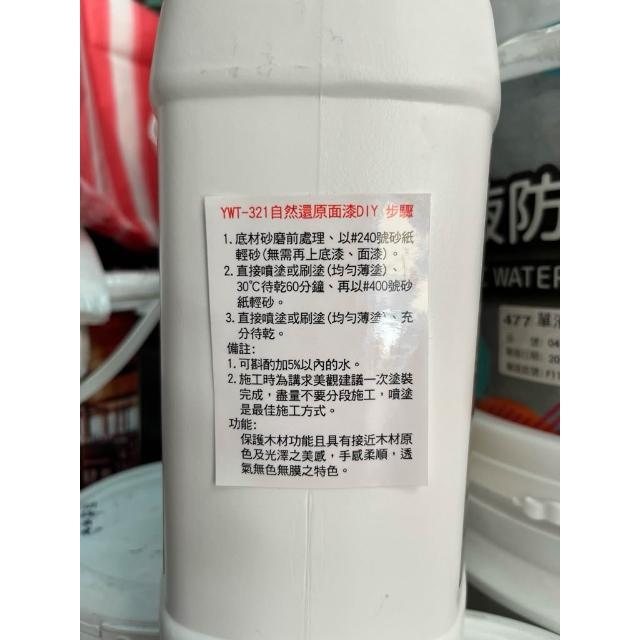 YWT-321自然還原面漆DIY 步驟
1. 底材砂磨前處理、以#240號砂紙
輕砂(無需再上底漆、面漆)。
2. 直接噴塗或刷塗(均勻薄塗)、
30℃待乾60分鐘、再以#400號砂
紙輕砂。
3. 直接噴塗或刷塗(均勻薄塗)、充
分待乾。
備註:
1. 可斟酌加5%以內的水。
2. 施工時為講求美觀建議一次塗裝
完成，盡量不要分段施工，噴塗
是最佳施工方式。
功能:
保護木材功能且具有接近木材原
色及光澤之美感，手感柔順，透
氣無色無膜之特色。
防
WATER
477 單